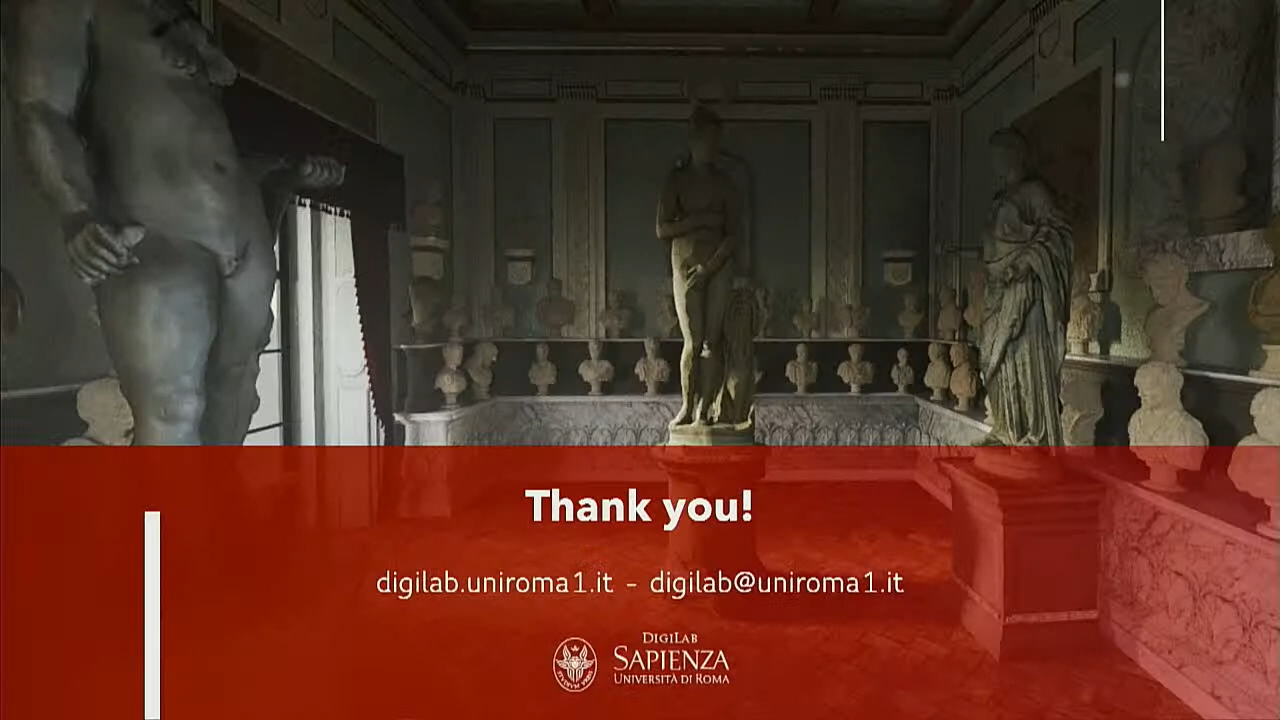 Thank you!
digilab.uniroma1.it - digilab@uniroma1.it
DIGILAB
SAPIENZA
UNIVERSITÀ DI ROMA